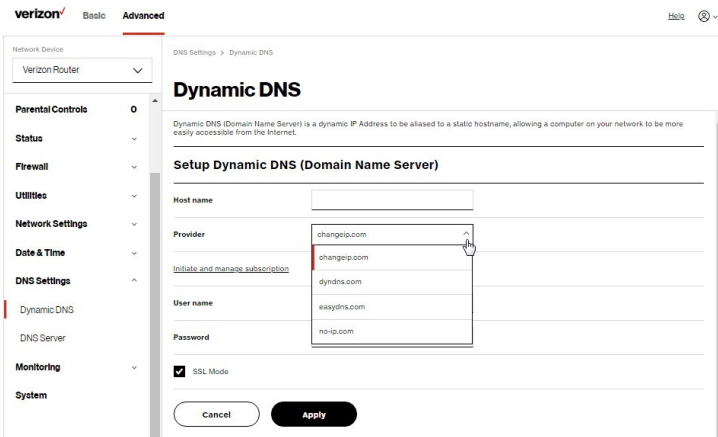 verizon✓
Basic
Advanced
Help
Network Device
Verizon Router
Parental Controls 0
Status
Firewall
Utilities
Network Settings
Date & Time
DNS Settings
Dynamic DNS
DNS Server
Monitoring
System
DNS Settings > Dynamic DNS
Dynamic DNS
Dynamic DNS (Domain Name Server) is a dynamic IP Address to be aliased to a static hostname, allowing a computer on your network to be more
easily accessible from the Internet.
Setup Dynamic DNS (Domain Name Server)
Host name
Provider
changeip.com
changeip.com
dyndns.com
easydns.com
no-ip.com
Initiate and manage subscription
User name
Password
SSL Mode
Cancel
Apply